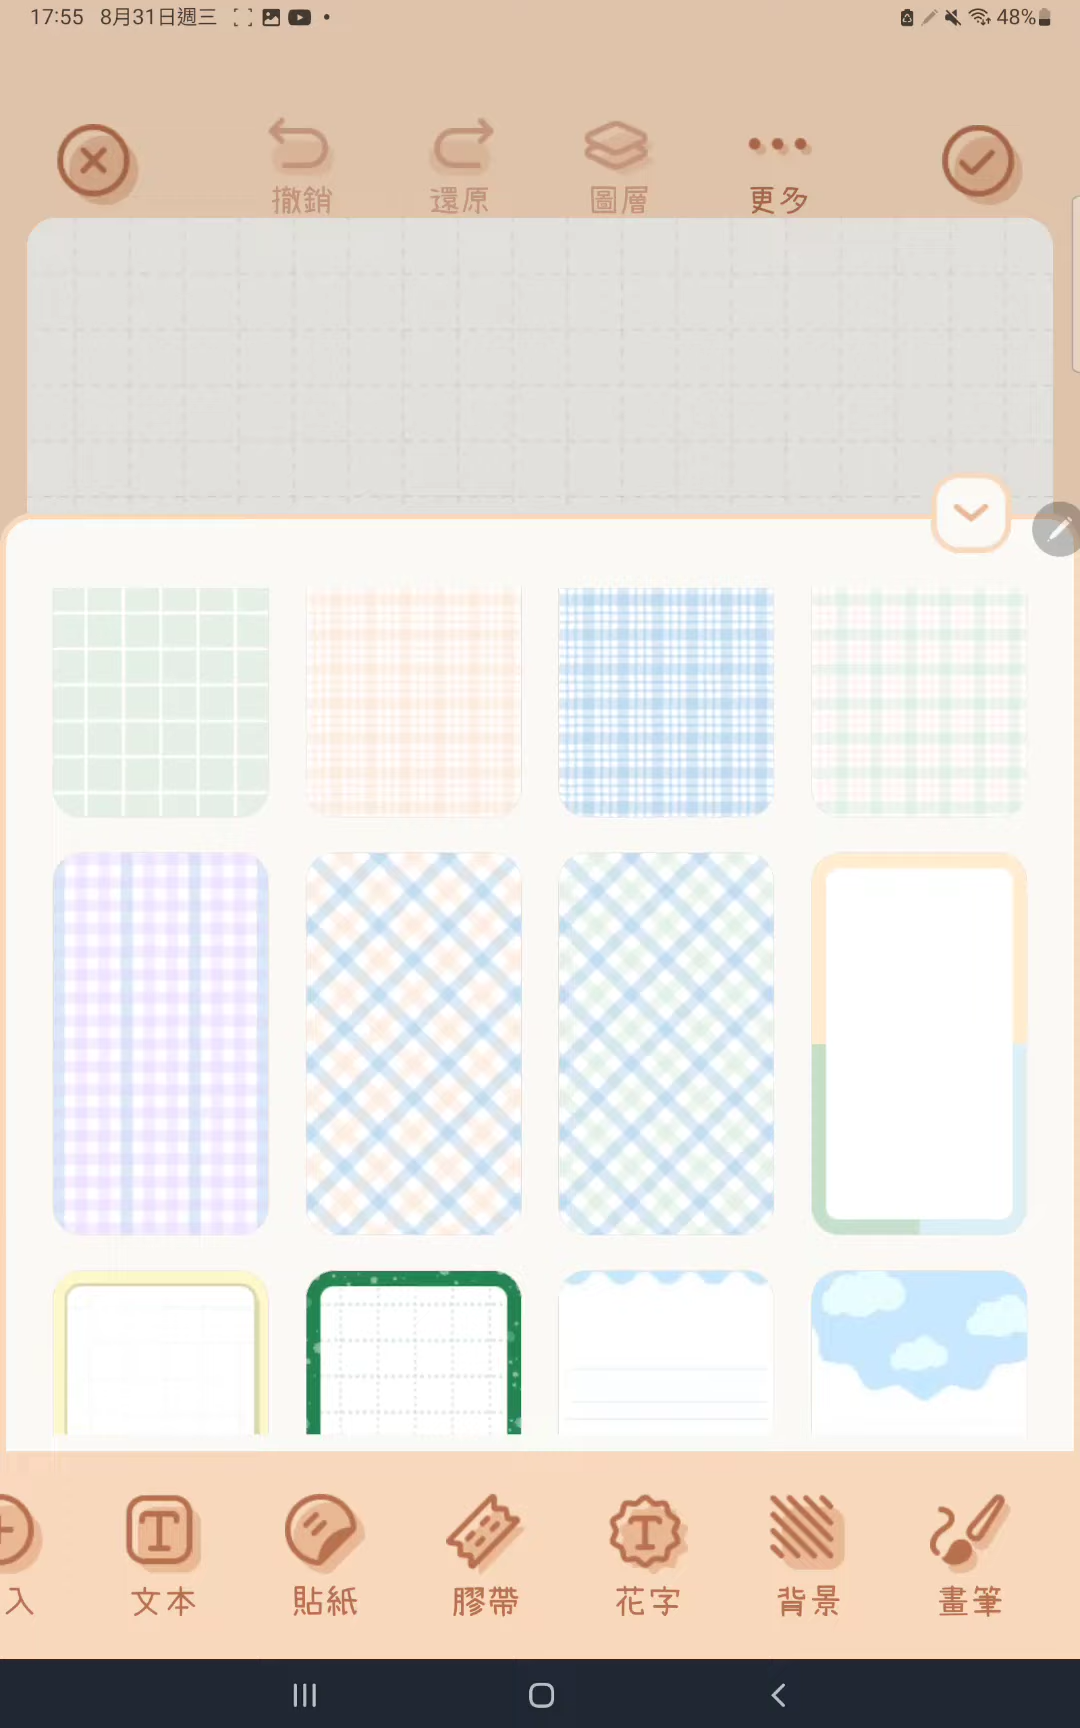 17:55 8月31日週三 48%
撤銷 還原 圖層 更多
入 文本 貼紙 膠帶 花字 背景 畫筆